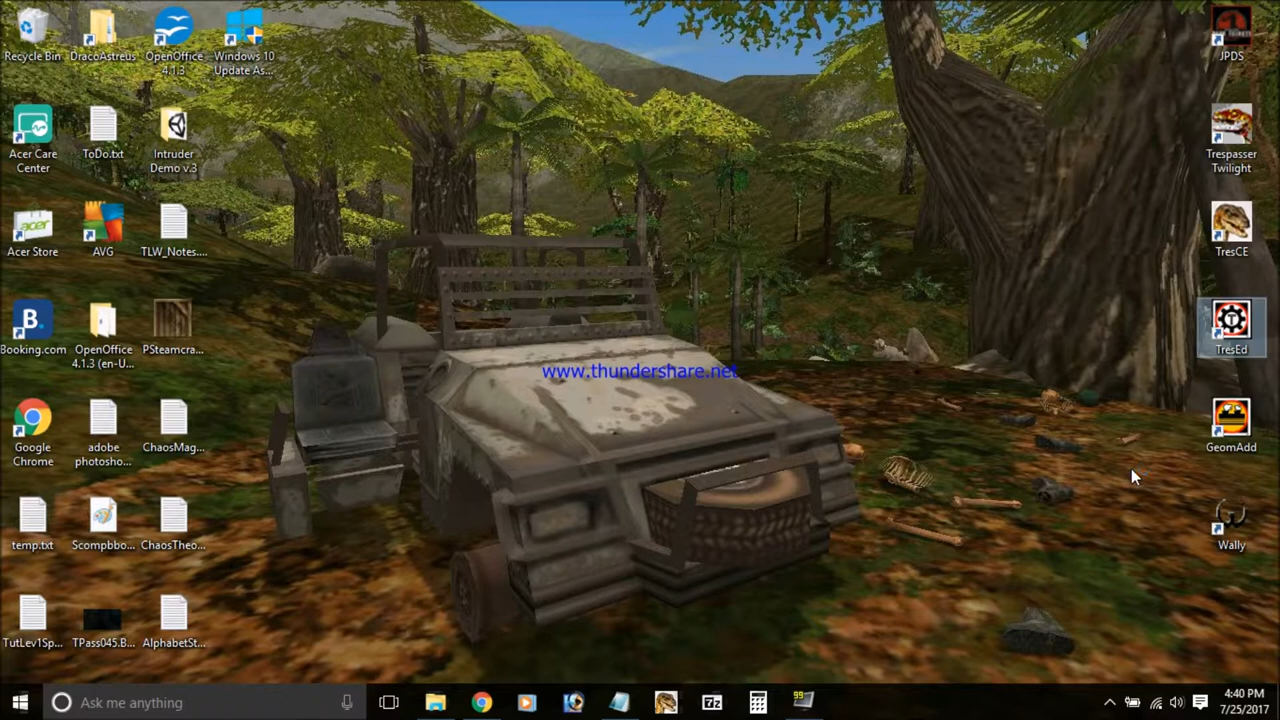 Recycle Bin
DracoAstreus
OpenOffice
4.1.3
Windows 10
Update As...
JPDS
Acer Care
Center
ToDo.txt
Intruder
Demo v.3
Trespasser
Twilight
acer
Acer Store
AVG
TLW_Notes....
TresCE
B.
Booking.com
OpenOffice
4.1.3 (en-U...
PSteamcra...
T
TresEd
www.thundershare.net
Google
Chrome
adobe
photosho...
ChaosMag...
GeomAdd
temp.txt
Scompbbo...
ChaosTheo...
Wally
TutLev1Sp...
TPass045.B...
AlphabetSt...
Ask me anything
7z
99
4:40 PM
7/25/2017